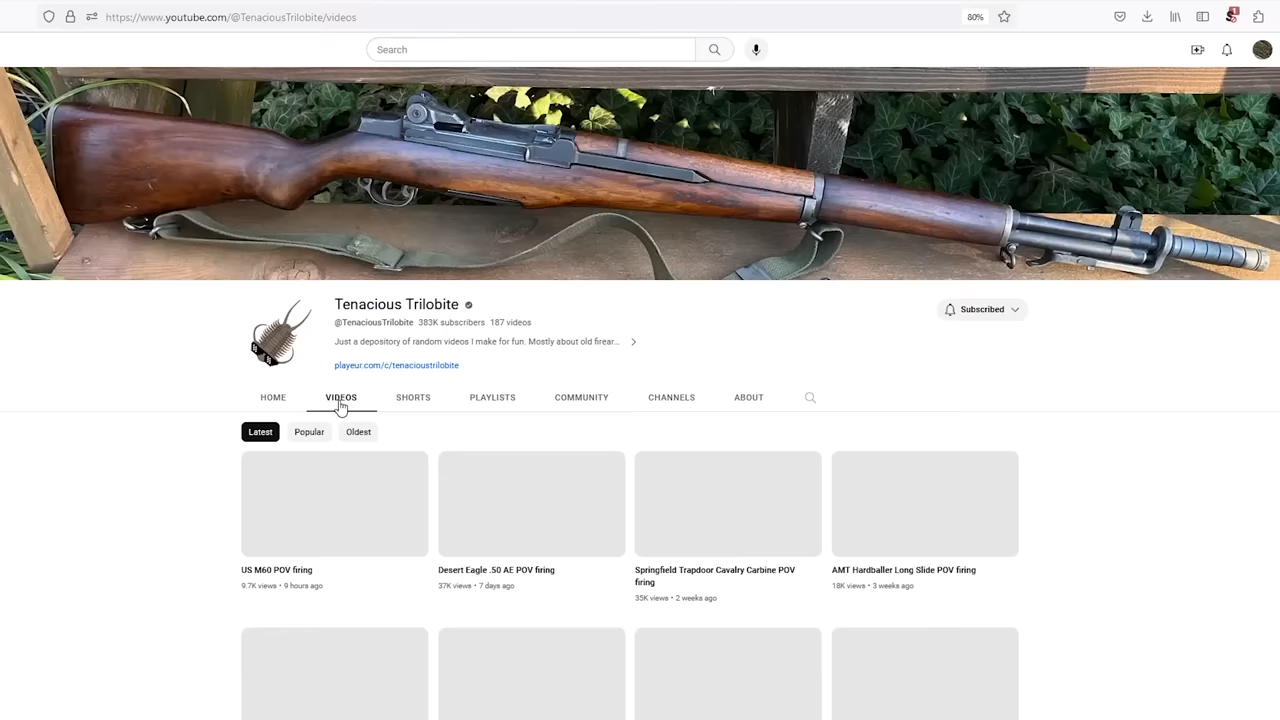 https://www.youtube.com/@TenaciousTrilobite/videos
80%
1
Search
Tenacious Trilobite
@TenaciousTrilobite 383K subscribers 187 videos
Just a depository of random videos I make for fun. Mostly about old firear...
playeur.com/c/tenacioustrilobite
Subscribed
HOME VIDEOS SHORTS PLAYLISTS COMMUNITY CHANNELS ABOUT
Latest Popular Oldest
US M60 POV firing
9.7K views • 9 hours ago
Desert Eagle .50 AE POV firing
37K views • 7 days ago
Springfield Trapdoor Cavalry Carbine POV
firing
35K views • 2 weeks ago
AMT Hardballer Long Slide POV firing
18K views • 3 weeks ago